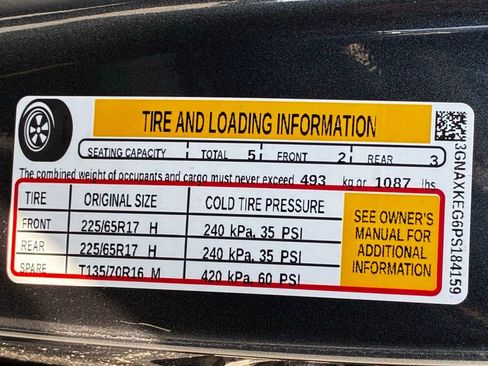 TIRE AND LOADING INFORMATION
SEATING CAPACITY TOTAL 5 FRONT 2 REAR 3
The combined weight of occupants and cargo must never exceed 493 kg or 1087 lbs
TIRE ORIGINAL SIZE COLD TIRE PRESSURE
FRONT 225/65R17 H 240 kPa, 35 PSI
REAR 225/65R17 H 240 kPa, 35 PSI
SPARE T135/70R16 M 420 kPa, 60 PSI
SEE OWNER'S
MANUAL FOR
ADDITIONAL
INFORMATION
3GNAXKEG6PS184159